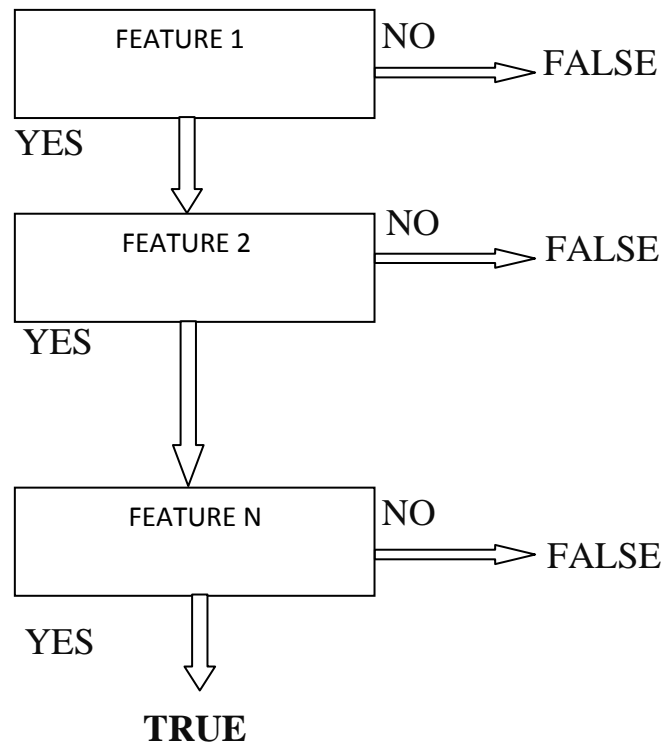 FEATURE 1
NO
FALSE
YES
FEATURE 2
NO
FALSE
YES
FEATURE N
NO
FALSE
YES
TRUE